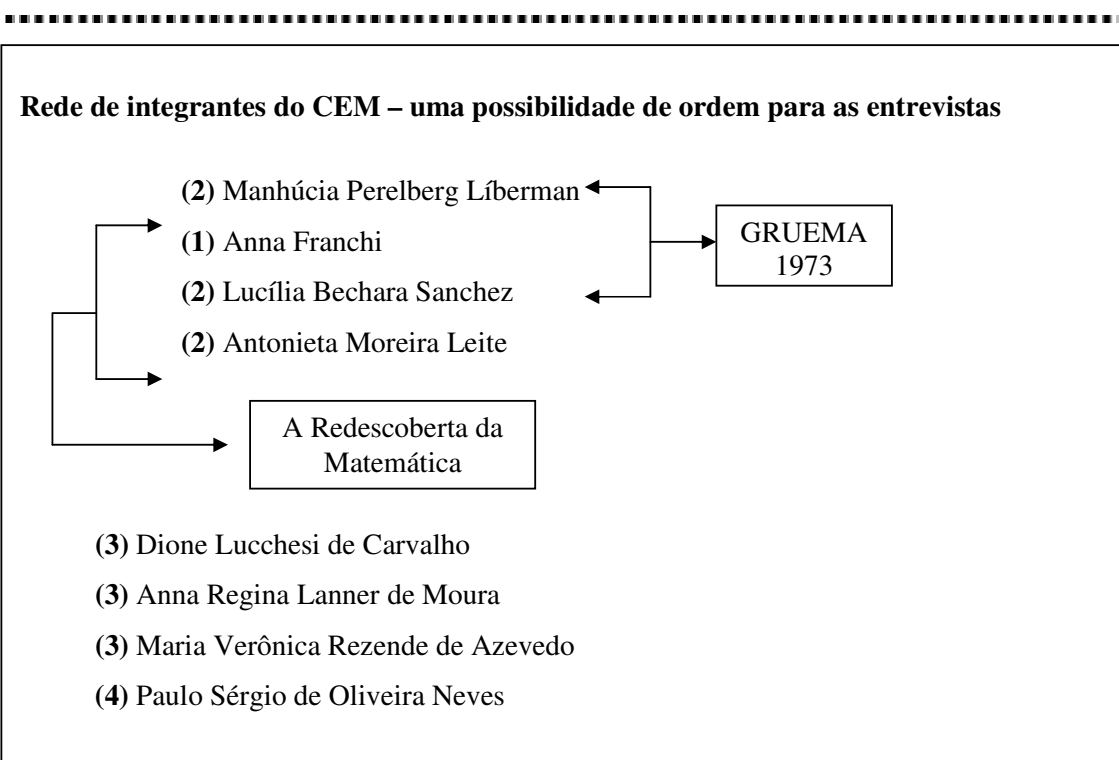 Rede de integrantes do CEM – uma possibilidade de ordem para as entrevistas
(2) Manhúcia Perelberg Líberman
(1) Anna Franchi
GRUEMA
1973
(2) Lucília Bechara Sanchez
(2) Antonieta Moreira Leite
A Redescoberta da
Matemática
(3) Dione Lucchesi de Carvalho
(3) Anna Regina Lanner de Moura
(3) Maria Verônica Rezende de Azevedo
(4) Paulo Sérgio de Oliveira Neves